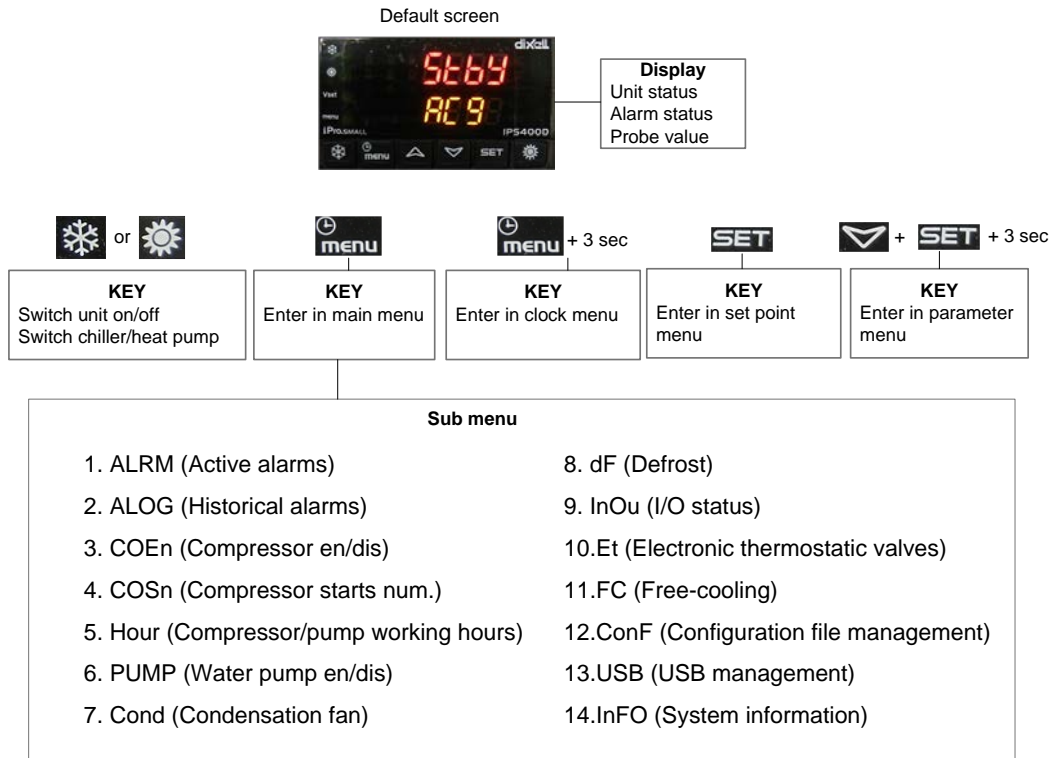 Default screen
dixell
Stby
Vset
AC 9
menu
iPro.SMALL
IPS400D
menu
SET
Display
Unit status
Alarm status
Probe value
or
menu
menu + 3 sec
SET
+ SET + 3 sec
KEY
Switch unit on/off
Switch chiller/heat pump
KEY
Enter in main menu
KEY
Enter in clock menu
KEY
Enter in set point
menu
KEY
Enter in parameter
menu
Sub menu
1. ALRM (Active alarms)
2. ALOG (Historical alarms)
3. COEn (Compressor en/dis)
4. COSn (Compressor starts num.)
5. Hour (Compressor/pump working hours)
6. PUMP (Water pump en/dis)
7. Cond (Condensation fan)
8. dF (Defrost)
9. InOu (I/O status)
10.Et (Electronic thermostatic valves)
11.FC (Free-cooling)
12.ConF (Configuration file management)
13.USB (USB management)
14.InFO (System information)